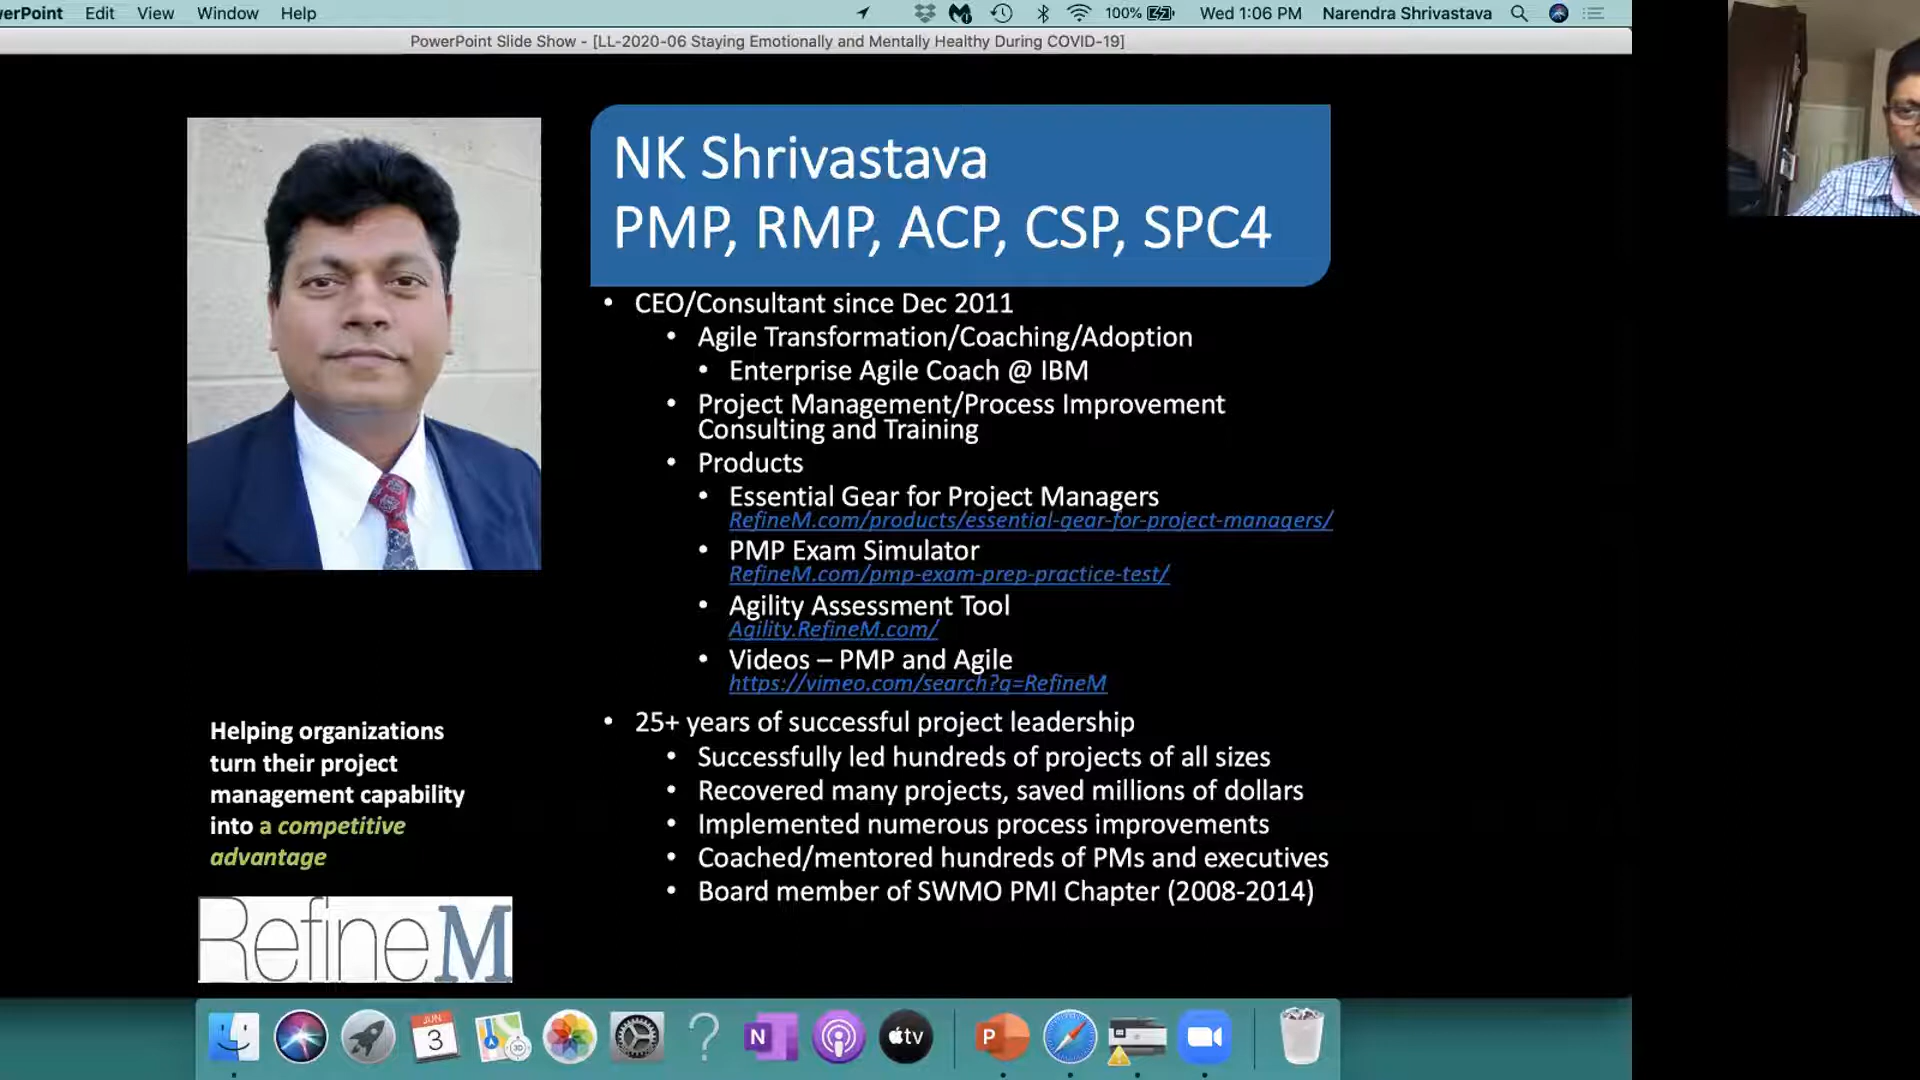 erPoint Edit View Window Help 100% Wed 1:06 PM Narendra Shrivastava
PowerPoint Slide Show - [LL-2020-06 Staying Emotionally and Mentally Healthy During COVID-19]
NK Shrivastava
PMP, RMP, ACP, CSP, SPC4
• CEO/Consultant since Dec 2011
• Agile Transformation/Coaching/Adoption
• Enterprise Agile Coach @ IBM
• Project Management/Process Improvement
Consulting and Training
• Products
• Essential Gear for Project Managers
RefineM.com/products/essential-gear-for-project-managers/
• PMP Exam Simulator
RefineM.com/pmp-exam-prep-practice-test/
• Agility Assessment Tool
Agility.RefineM.com/
• Videos – PMP and Agile
https://vimeo.com/search?q=RefineM
• 25+ years of successful project leadership
• Successfully led hundreds of projects of all sizes
• Recovered many projects, saved millions of dollars
• Implemented numerous process improvements
• Coached/mentored hundreds of PMs and executives
• Board member of SWMO PMI Chapter (2008-2014)
Helping organizations
turn their project
management capability
into a competitive
advantage
RefineM
JUN
3
3D
N
tv
P